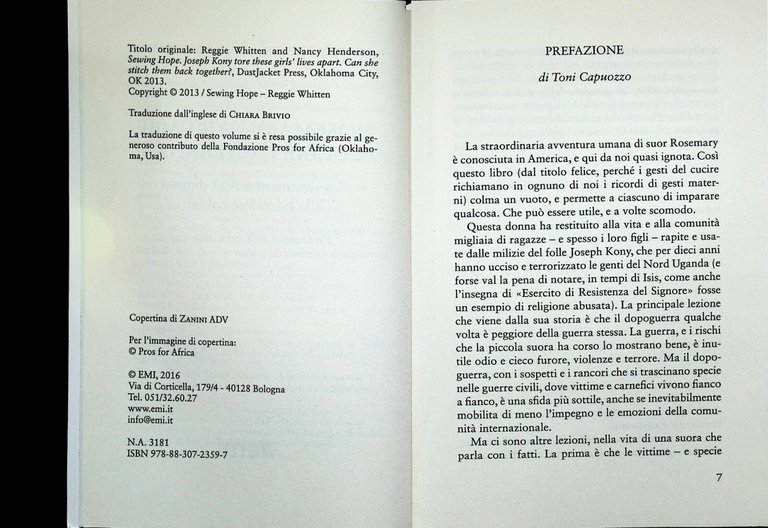 Titolo originale: Reggie Whitten and Nancy Henderson,
Sewing Hope. Joseph Kony tore these girls' lives apart. Can she
stitch them back together?, DustJacket Press, Oklahoma City,
OK 2013.
Copyright © 2013 / Sewing Hope – Reggie Whitten
Traduzione dall'inglese di CHIARA BRIVIO
La traduzione di questo volume si è resa possibile grazie al ge-
neroso contributo della Fondazione Pros for Africa (Oklaho-
ma, Usa).
Copertina di ZANINI ADV
Per l'immagine di copertina:
© Pros for Africa
© EMI, 2016
Via di Corticella, 179/4 - 40128 Bologna
Tel. 051/32.60.27
www.emi.it
info@emi.it
N.A. 3181
ISBN 978-88-307-2359-7
PREFAZIONE
di Toni Capuozzo
La straordinaria avventura umana di suor Rosemary
è conosciuta in America, e qui da noi quasi ignota. Così
questo libro (dal titolo felice, perché i gesti del cucire
richiamano in ognuno di noi i ricordi di gesti mater-
ni) colma un vuoto, e permette a ciascuno di imparare
qualcosa. Che può essere utile, e a volte scomodo.
Questa donna ha restituito alla vita e alla comunità
migliaia di ragazze – e spesso i loro figli – rapite e usa-
te dalle milizie del folle Joseph Kony, che per dieci anni
hanno ucciso e terrorizzato le genti del Nord Uganda (e
forse val la pena di notare, in tempi di Isis, come anche
l'insegna di «Esercito di Resistenza del Signore» fosse
un esempio di religione abusata). La principale lezione
che viene dalla sua storia è che il dopoguerra qualche
volta è peggiore della guerra stessa. La guerra, e i rischi
che la piccola suora ha corso lo mostrano bene, è inu-
tile odio e cieco furore, violenze e terrore. Ma il dopo-
guerra, con i sospetti e i rancori che si trascinano specie
nelle guerre civili, dove vittime e carnefici vivono fianco
a fianco, è una sfida più sottile, anche se inevitabilmente
mobilita di meno l'impegno e le emozioni della comu-
nità internazionale.
Ma ci sono altre lezioni, nella vita di una suora che
parla con i fatti. La prima è che le vittime – e specie
7